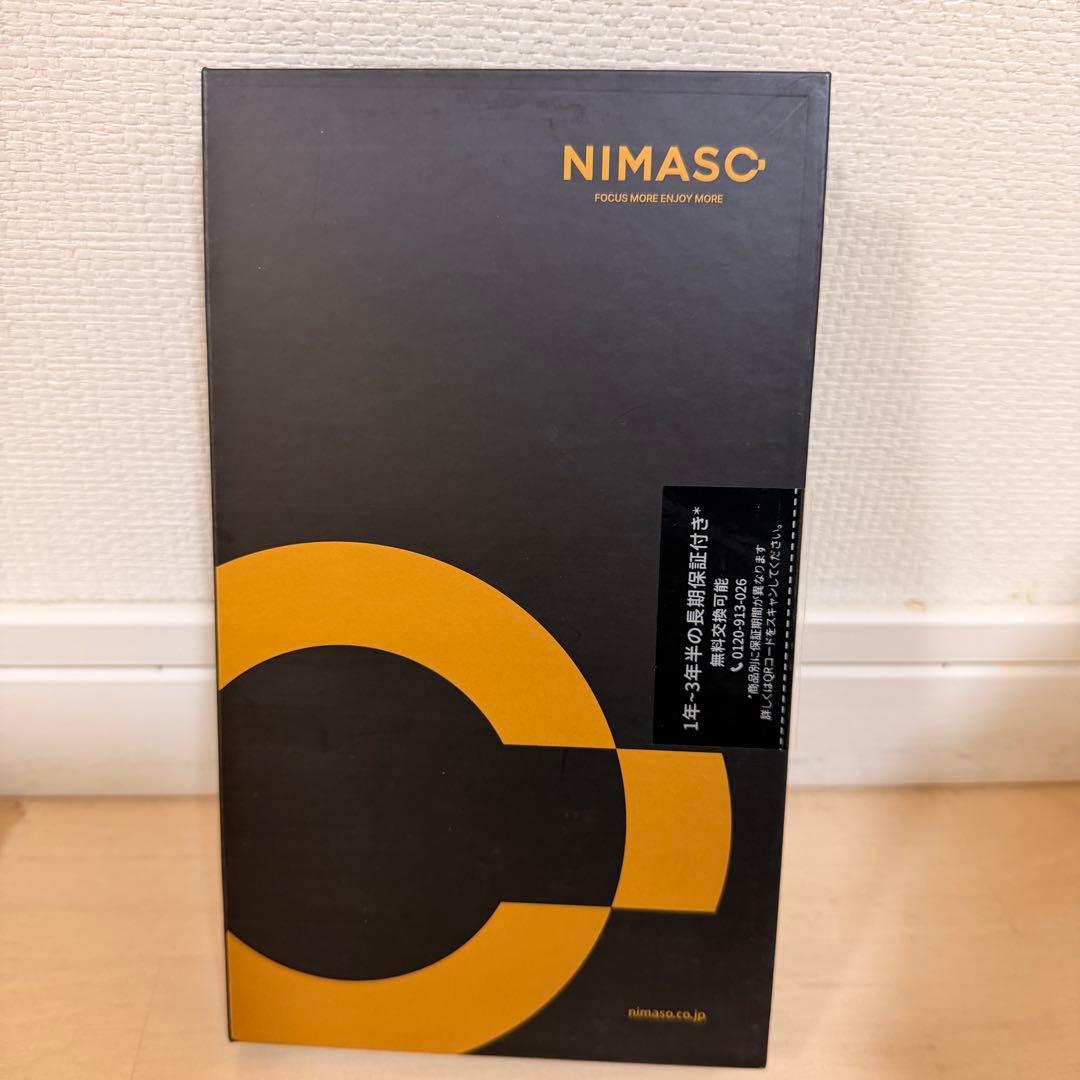 NIMASO
FOCUS MORE ENJOY MORE
1年~3年半の長期保証付き*
無料交換可能
0120-913-026
*商品別に保証期間が異なります
詳しくはQRコードをスキャンしてください。
nimaso.co.jp